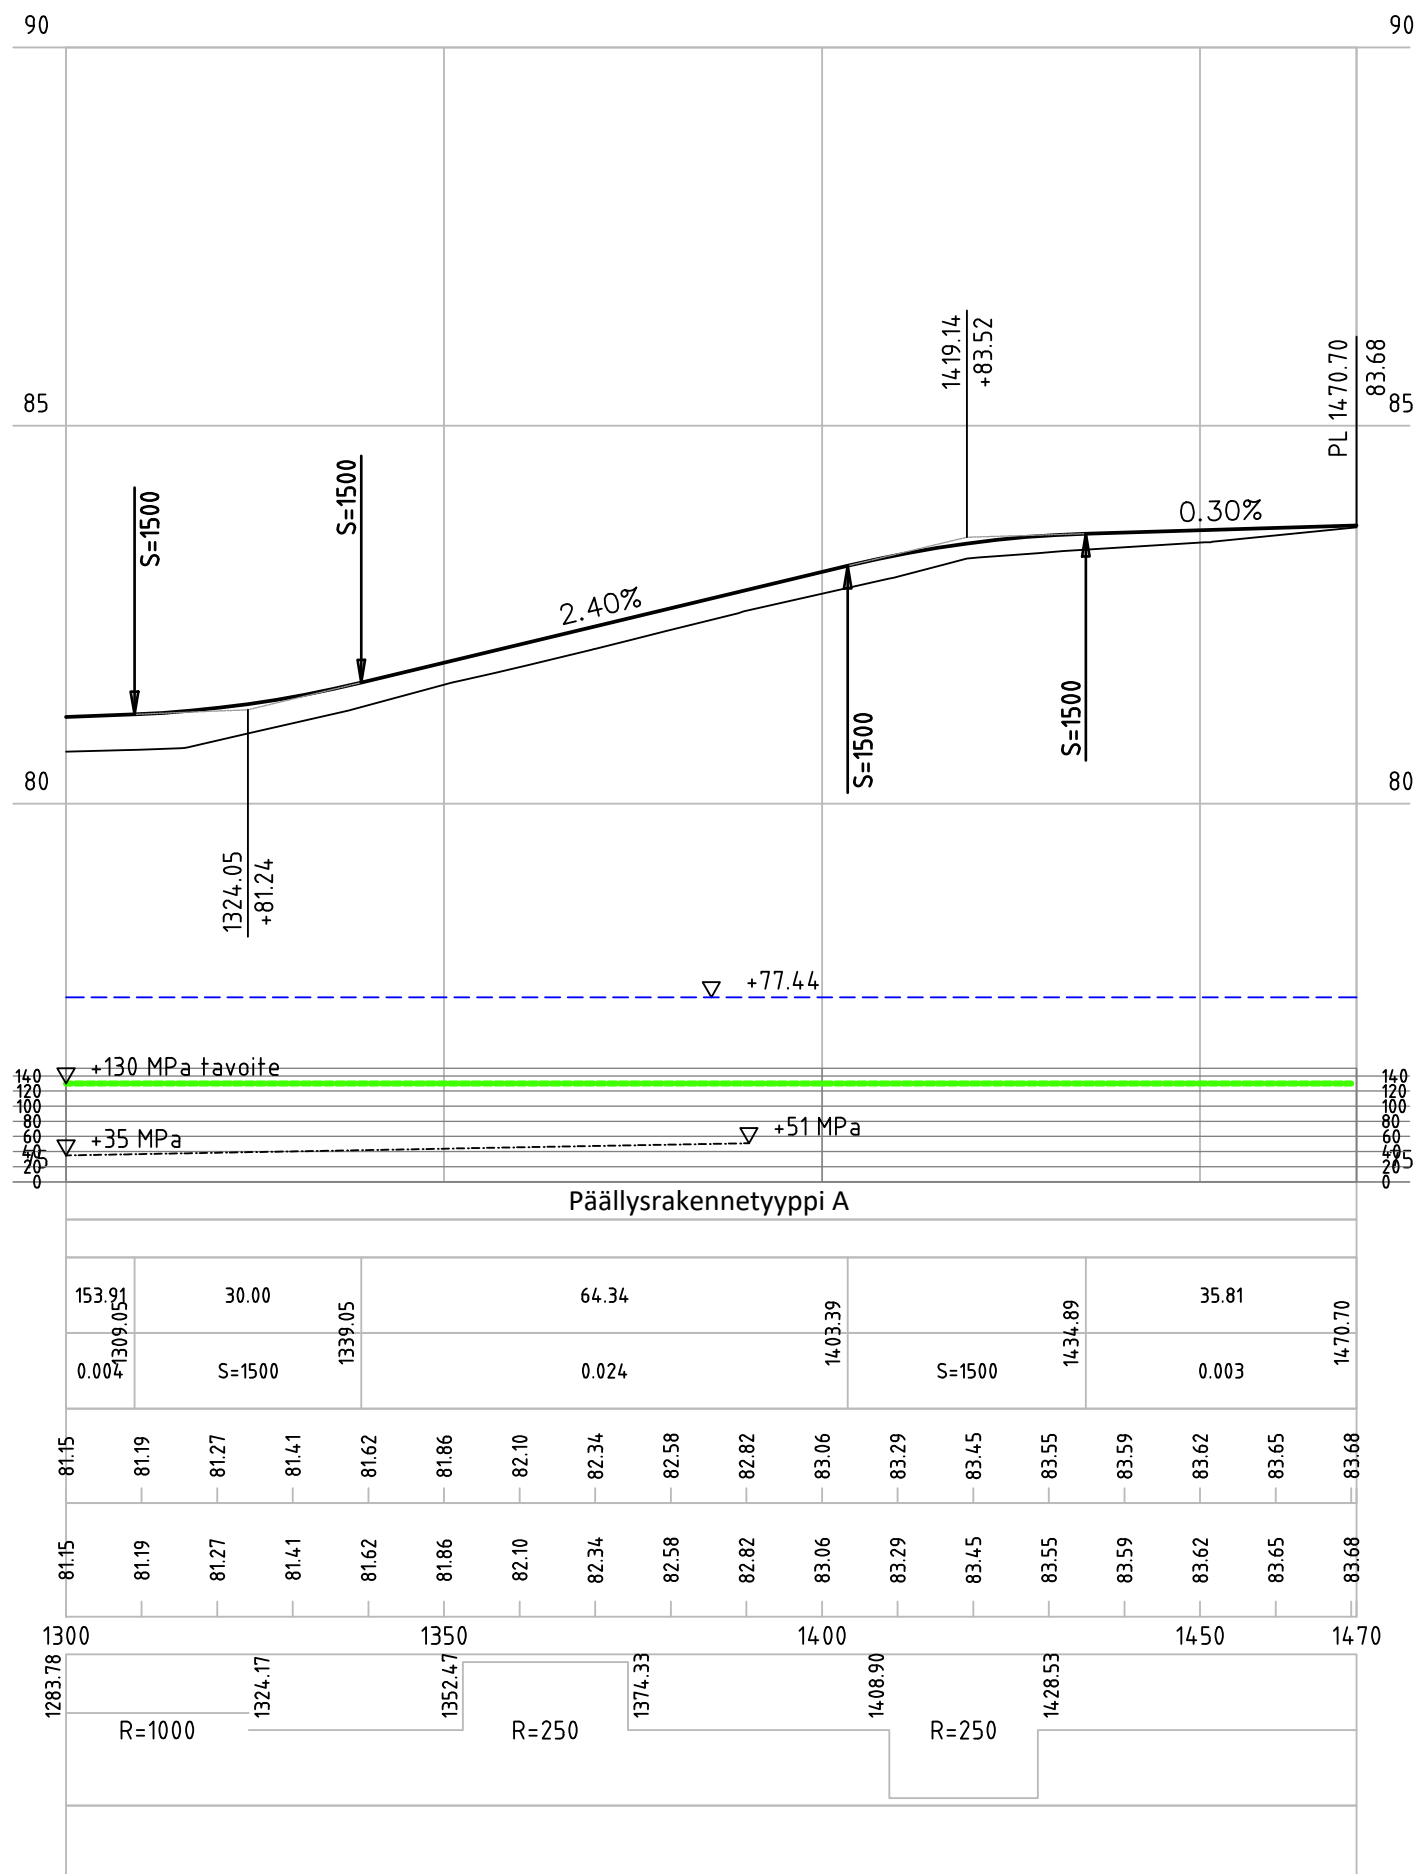 90 90
1419.14
+83.52
PL 1470.70
83.68
85 85
S=1500
S=1500
0.30%
2.40%
S=1500
S=1500
80 80
1324.05
+81.24
+77.44
+130 MPa tavoite
140 140
120 120
100 100
80 80
+51 MPa
60 60
+35 MPa
40 40
75 75
20 20
0 0
Päällysrakennetyyppi A
153.91 30.00 64.34 35.81
1309.05 1339.05 1403.39 1434.89 1470.70
0.004 S=1500 0.024 S=1500 0.003
81.15 81.19 81.27 81.41 81.62 81.86 82.10 82.34 82.58 82.82 83.06 83.29 83.45 83.55 83.59 83.62 83.65 83.68
81.15 81.19 81.27 81.41 81.62 81.86 82.10 82.34 82.58 82.82 83.06 83.29 83.45 83.55 83.59 83.62 83.65 83.68
1300 1350 1400 1450 1470
1283.78 1324.17 1352.47 1374.33 1408.90 1428.53
R=1000 R=250 R=250